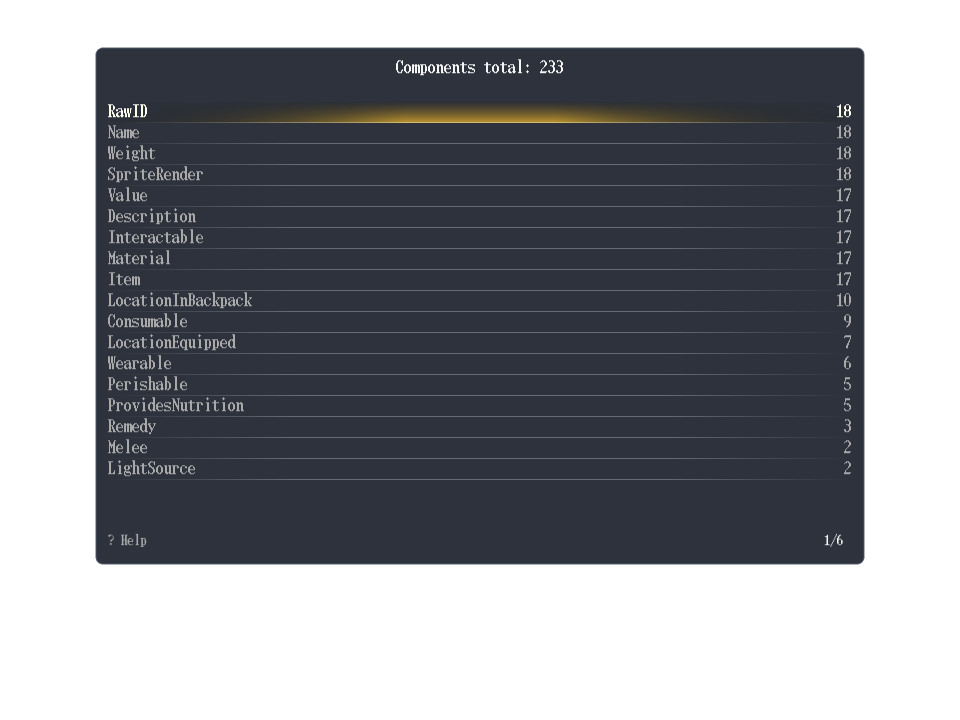 Components total: 233
RawID 18
Name 18
Weight 18
SpriteRender 18
Value 17
Description 17
Interactable 17
Material 17
Item 17
LocationInBackpack 10
Consumable 9
LocationEquipped 7
Wearable 6
Perishable 5
ProvidesNutrition 5
Remedy 3
Melee 2
LightSource 2
? Help 1/6